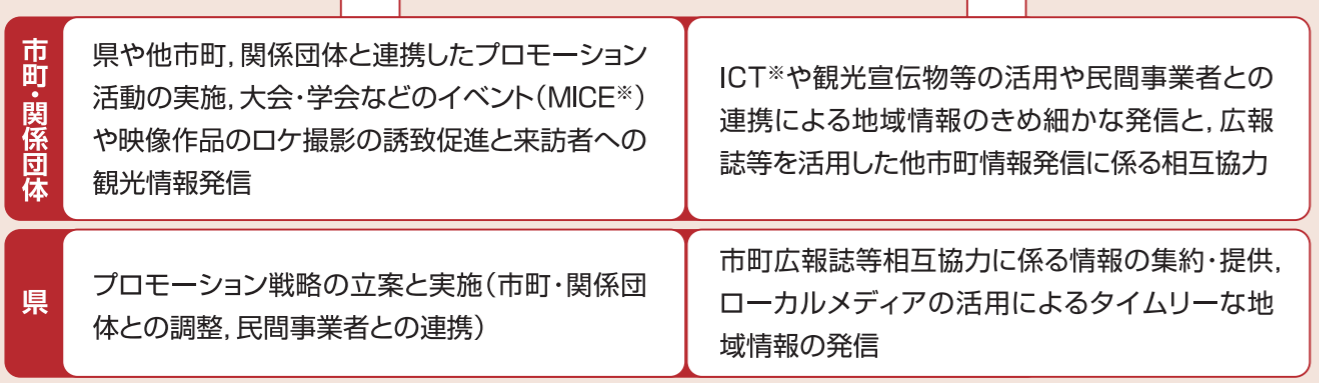 市町・関係団体
県や他市町,関係団体と連携したプロモーション
活動の実施,大会・学会などのイベント(MICE※)
や映像作品のロケ撮影の誘致促進と来訪者への
観光情報発信
ICT※や観光宣伝物等の活用や民間事業者との
連携による地域情報のきめ細かな発信と,広報
誌等を活用した他市町情報発信に係る相互協力
県
プロモーション戦略の立案と実施(市町・関係団
体との調整,民間事業者との連携)
市町広報誌等相互協力に係る情報の集約・提供,
ローカルメディアの活用によるタイムリーな地
域情報の発信